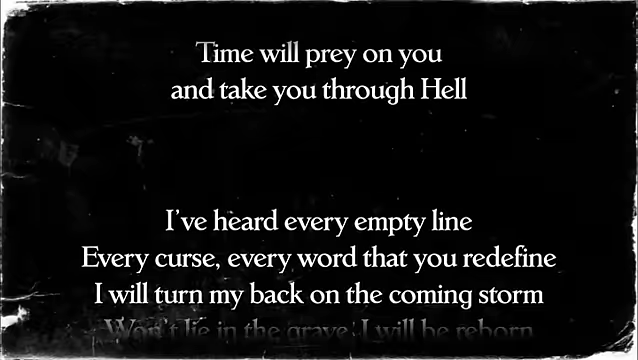 Time will prey on you
and take you through Hell
I've heard every empty line
Every curse, every word that you redefine
I will turn my back on the coming storm
Won't lie in the grave, I will be reborn